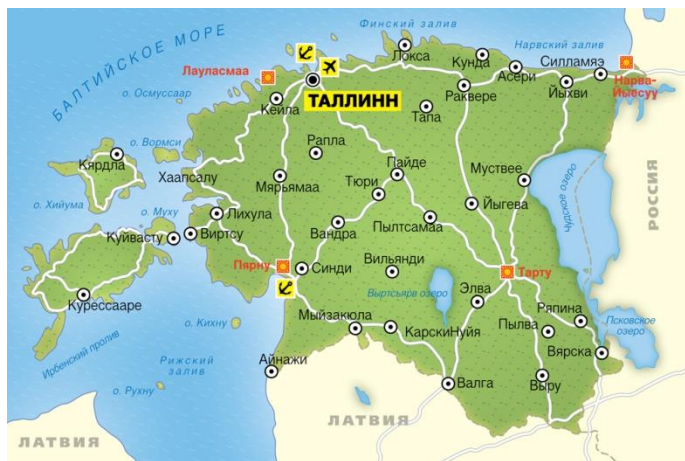 Финский залив
Нарвский залив
БАЛТИЙСКОЕ МОРЕ
Локса
Кунда
Асери
Силламяэ
Лауласмаа
Нарва-
Йыесуу
о. Осмуссаар
Кейла
ТАЛЛИНН
Раквере
Йыхви
Тапа
о. Вормси
Рапла
Кярдла
Хаапсалу
Мярьямаа
Пайде
Тюри
Муствее
Чудское озеро
РОССИЯ
о. Хийума
о. Муху
Лихула
Йыгева
Куйвасту
Виртсу
Вандра
Пылтсамаа
Пярну
Синди
Вильянди
Тарту
Курессааре
Выртсъярв озеро
Элва
Ряпина
о. Кихну
Мыйзакюла
КарскиНуйя
Пылва
Псковское
озеро
Ирбенский пролив
Рижский
залив
Айнажи
Вярска
о. Рухну
Валга
Выру
ЛАТВИЯ
ЛАТВИЯ